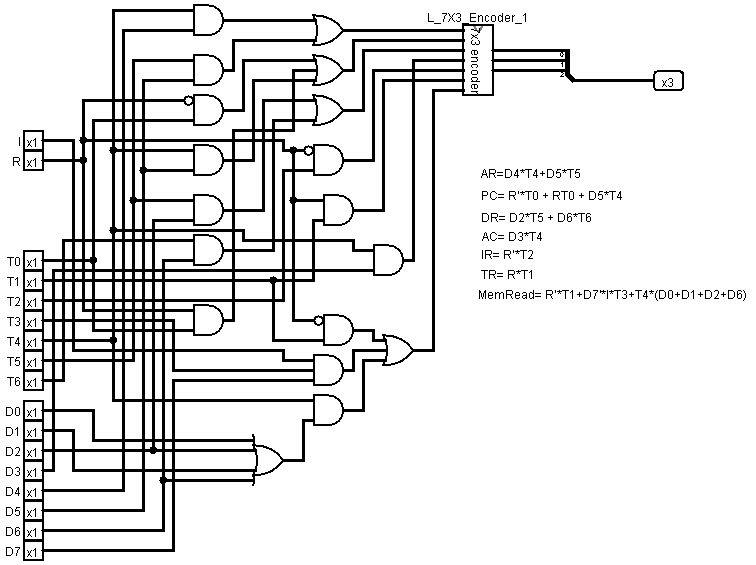 L_7X3_Encoder_1
7x3 encoder
0
1
2
x3
I x1
R x1
AR=D4*T4+D5*T5
PC= R'*T0 + RT0 + D5*T4
DR= D2*T5 + D6*T6
AC= D3*T4
IR= R'*T2
TR= R*T1
MemRead= R'*T1+D7*I*T3+T4*(D0+D1+D2+D6)
T0 x1
T1 x1
T2 x1
T3 x1
T4 x1
T5 x1
T6 x1
D0 x1
D1 x1
D2 x1
D3 x1
D4 x1
D5 x1
D6 x1
D7 x1